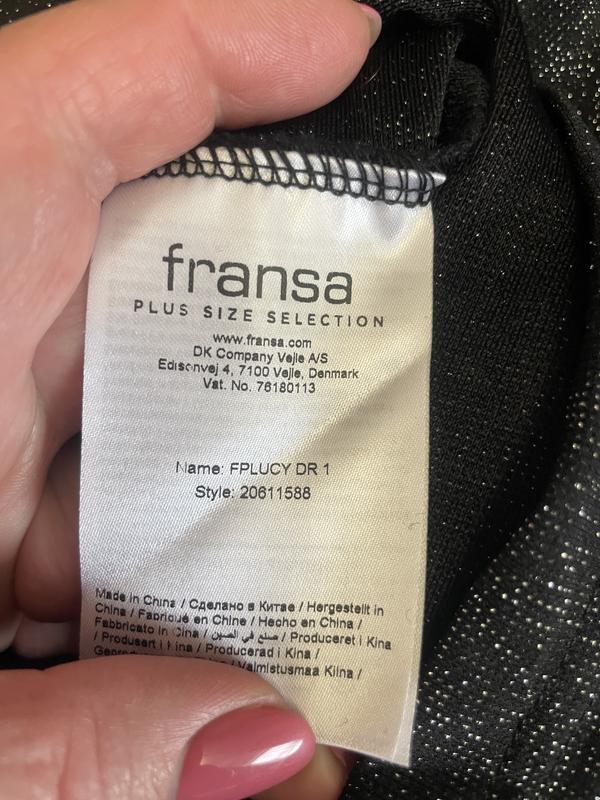 fransa
PLUS SIZE SELECTION
www.fransa.com
DK Company Vejle A/S
Edisonvej 4, 7100 Vejle, Denmark
Vat. No. 76180113
Name: FPLUCY DR 1
Style: 20611588
Made in China / Сделано в Китае / Hergestellt in
China / Fabriqué en Chine / Hecho en China /
Fabbricato in Cina / صنع في الصين / Produceret i Kina
/ Produsert i Kina / Producerad i Kina /
/ Valmistusmaa Kiina /